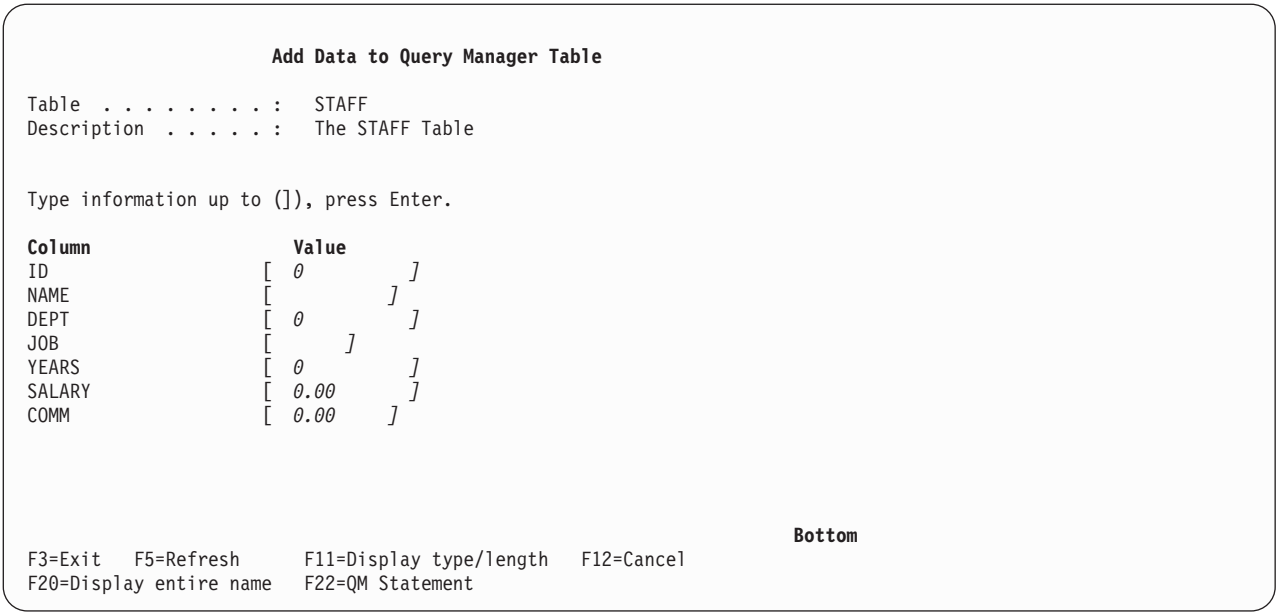 Add Data to Query Manager Table
Table . . . . . . . . : STAFF
Description . . . . . : The STAFF Table
Type information up to (]), press Enter.
Column Value
ID [ 0 ]
NAME [ ]
DEPT [ 0 ]
JOB [ ]
YEARS [ 0 ]
SALARY [ 0.00 ]
COMM [ 0.00 ]
Bottom
F3=Exit F5=Refresh F11=Display type/length F12=Cancel
F20=Display entire name F22=QM Statement